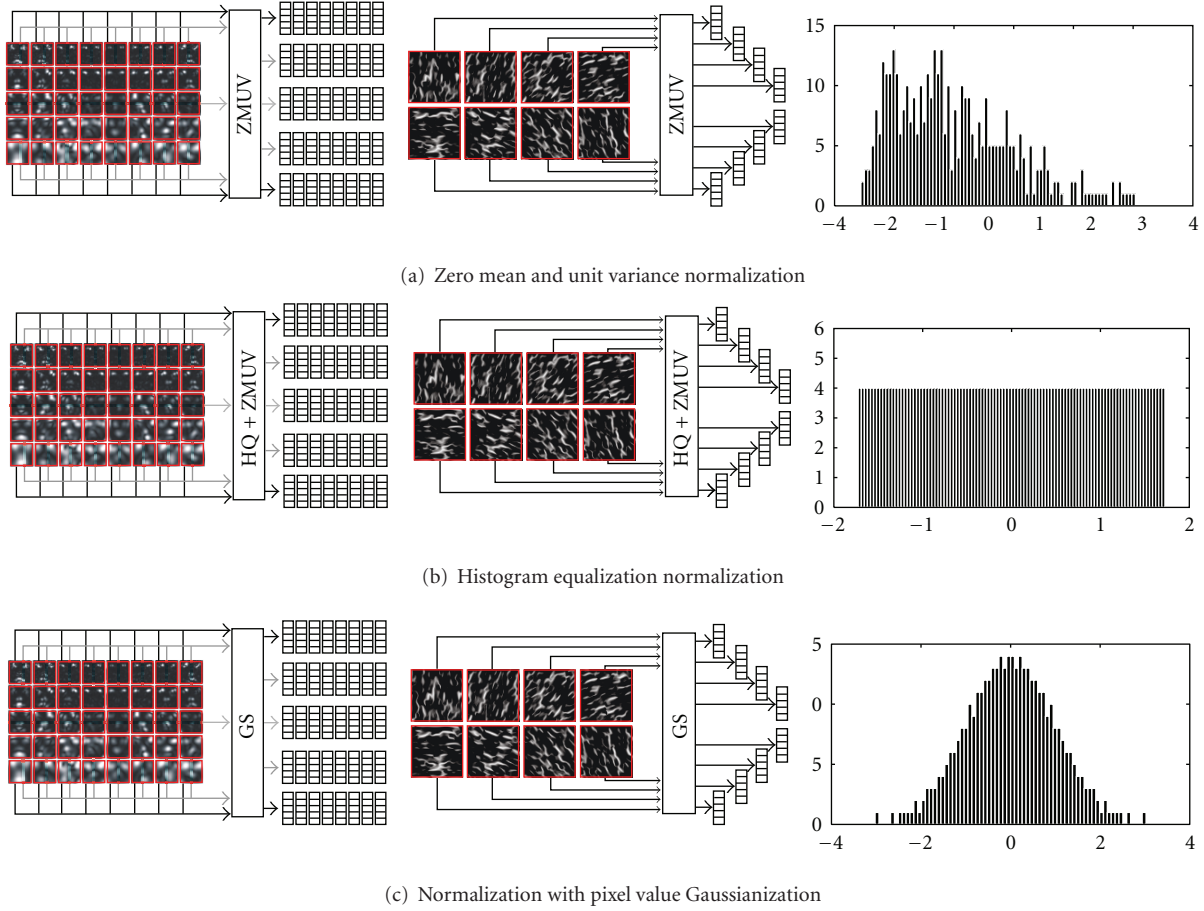 ZMUV
ZMUV
15
10
5
0
−4 −2 −1 0 1 2 3 4
(a) Zero mean and unit variance normalization
HQ + ZMUV
HQ + ZMUV
6
5
4
3
2
1
0
−2 −1 0 1 2
(b) Histogram equalization normalization
GS
GS
5
0
5
0
−4 −2 0 2 4
(c) Normalization with pixel value Gaussianization